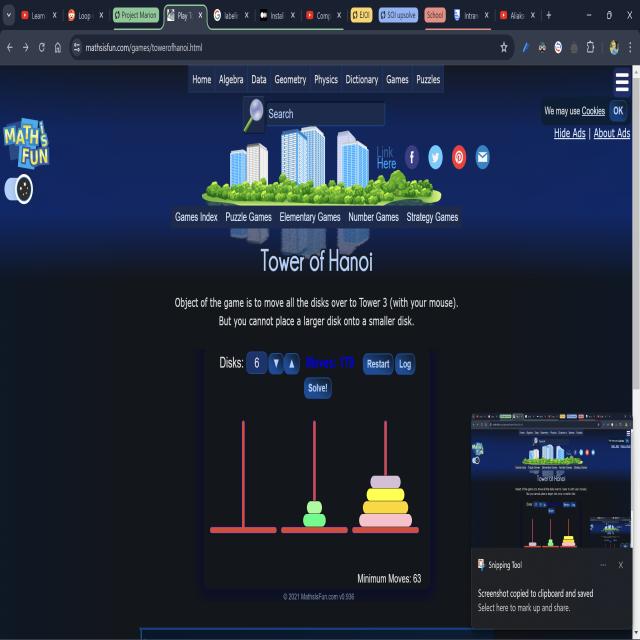 Learn
Loop
Project Marion
Play T
labelli
Instal
Comp
EJOI
SOI upsolve
School
Intran
Aliaks
mathsisfun.com/games/towerofhanoi.html
Home Algebra Data Geometry Physics Dictionary Games Puzzles
Search
We may use Cookies OK
Hide Ads | About Ads
MATH'S FUN
Link Here
Games Index Puzzle Games Elementary Games Number Games Strategy Games
Tower of Hanoi
Object of the game is to move all the disks over to Tower 3 (with your mouse).
But you cannot place a larger disk onto a smaller disk.
Disks: 6 ▼ ▲ Moves: 179 Restart Log
Solve!
Minimum Moves: 63
© 2021 MathsIsFun.com v0.936
Snipping Tool
Screenshot copied to clipboard and saved
Select here to mark up and share.